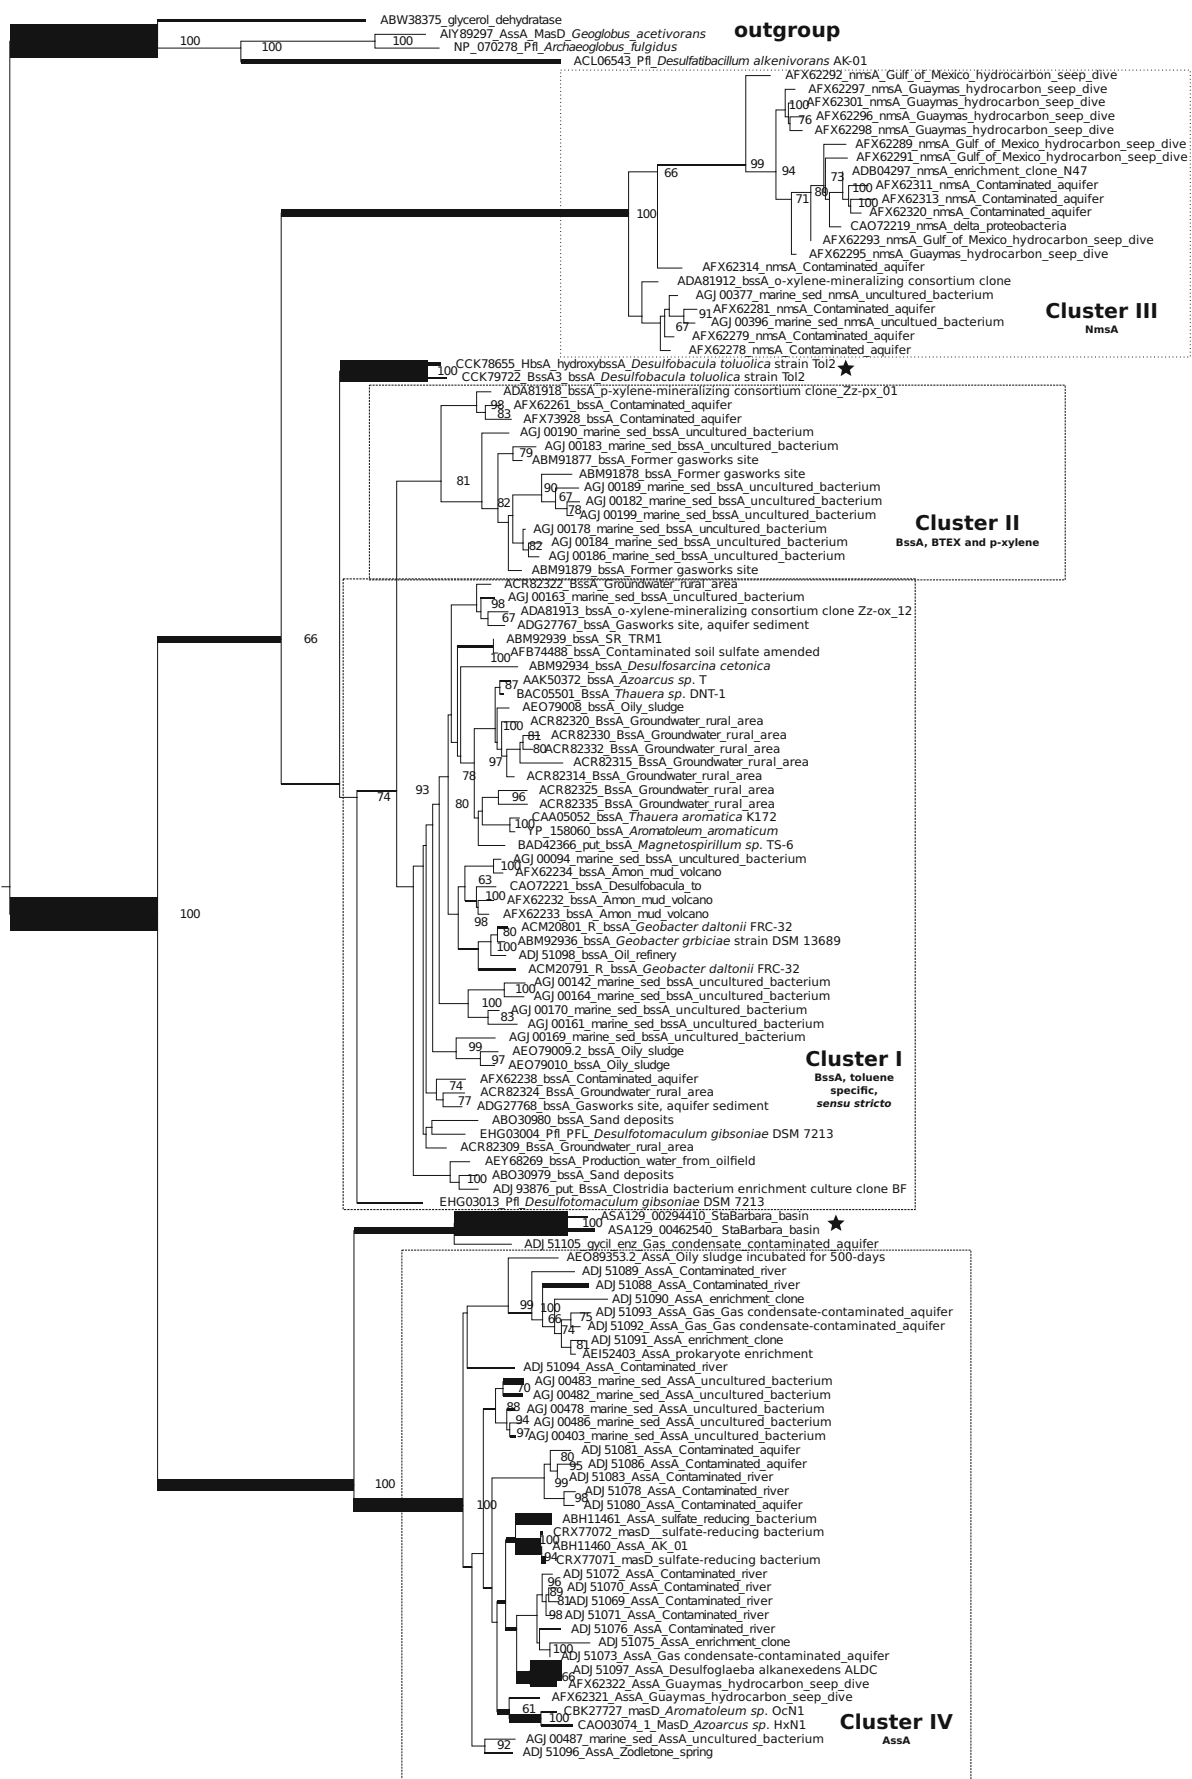 ABW38375_glycerol_dehydratase
AIY89297_AssA_MasD_Geoglobus_acetivorans
outgroup
100
100
100
NP_070278_Pfl_Archaeoglobus_fulgidus
ACL06543_Pfl_Desulfatibacillum alkenivorans AK-01
AFX62292_nmsA_Gulf_of_Mexico_hydrocarbon_seep_dive
AFX62297_nmsA_Guaymas_hydrocarbon_seep_dive
100
AFX62301_nmsA_Guaymas_hydrocarbon_seep_dive
76
AFX62296_nmsA_Guaymas_hydrocarbon_seep_dive
AFX62298_nmsA_Guaymas_hydrocarbon_seep_dive
AFX62289_nmsA_Gulf_of_Mexico_hydrocarbon_seep_dive
AFX62291_nmsA_Gulf_of_Mexico_hydrocarbon_seep_dive
66
99
94
73
ADB04297_nmsA_enrichment_clone_N47
71
80
100
AFX62311_nmsA_Contaminated_aquifer
100
AFX62313_nmsA_Contaminated_aquifer
100
AFX62320_nmsA_Contaminated_aquifer
CAO72219_nmsA_delta_proteobacteria
AFX62293_nmsA_Gulf_of_Mexico_hydrocarbon_seep_dive
AFX62295_nmsA_Guaymas_hydrocarbon_seep_dive
AFX62314_nmsA_Contaminated_aquifer
ADA81912_bssA_o-xylene-mineralizing consortium clone
AGJ00377_marine_sed_nmsA_uncultured_bacterium
91
AFX62281_nmsA_Contaminated_aquifer
67
AGJ00396_marine_sed_nmsA_uncultued_bacterium
AFX62279_nmsA_Contaminated_aquifer
AFX62278_nmsA_Contaminated_aquifer
Cluster III
NmsA
CCK78655_HbsA_hydroxybssA_Desulfobacula toluolica strain Tol2 ★
100
CCK79722_BssA3_bssA_Desulfobacula toluolica strain Tol2
ADA81918_bssA_p-xylene-mineralizing consortium clone_Zz-px_01
98
AFX62261_bssA_Contaminated_aquifer
83
AFX73928_bssA_Contaminated_aquifer
AGJ00190_marine_sed_bssA_uncultured_bacterium
AGJ00183_marine_sed_bssA_uncultured_bacterium
79
ABM91877_bssA_Former gasworks site
81
ABM91878_bssA_Former gasworks site
90
AGJ00189_marine_sed_bssA_uncultured_bacterium
82
67
AGJ00182_marine_sed_bssA_uncultured_bacterium
78
AGJ00199_marine_sed_bssA_uncultured_bacterium
AGJ00178_marine_sed_bssA_uncultured_bacterium
82
AGJ00184_marine_sed_bssA_uncultured_bacterium
AGJ00186_marine_sed_bssA_uncultured_bacterium
ABM91879_bssA_Former gasworks site
Cluster II
BssA, BTEX and p-xylene
ACR82322_BssA_Groundwater_rural_area
AGJ00163_marine_sed_bssA_uncultured_bacterium
98
ADA81913_bssA_o-xylene-mineralizing consortium clone Zz-ox_12
67
ADG27767_bssA_Gasworks site, aquifer sediment
66
ABM92939_bssA_SR_TRM1
AFB74488_bssA_Contaminated soil sulfate amended
100
ABM92934_bssA_Desulfosarcina cetonica
AAK50372_bssA_Azoarcus sp. T
87
BAC05501_BssA_Thauera sp. DNT-1
AEO79008_bssA_Oily_sludge
ACR82320_BssA_Groundwater_rural_area
100
ACR82330_BssA_Groundwater_rural_area
81
80
ACR82332_BssA_Groundwater_rural_area
97
ACR82315_BssA_Groundwater_rural_area
78
ACR82314_BssA_Groundwater_rural_area
74
93
ACR82325_BssA_Groundwater_rural_area
96
80
ACR82335_BssA_Groundwater_rural_area
CAA05052_bssA_Thauera aromatica K172
100
YP_158060_bssA_Aromatoleum_aromaticum
BAD42366_put_bssA_Magnetospirillum sp. TS-6
AGJ00094_marine_sed_bssA_uncultured_bacterium
100
AFX62234_bssA_Amon_mud_volcano
63
CAO72221_bssA_Desulfobacula_to
100
AFX62232_bssA_Amon_mud_volcano
100
98
AFX62233_bssA_Amon_mud_volcano
ACM20801_R_bssA_Geobacter daltonii FRC-32
80
ABM92936_bssA_Geobacter grbiciae strain DSM 13689
100
ADJ51098_bssA_Oil_refinery
ACM20791_R_bssA_Geobacter daltonii FRC-32
AGJ00142_marine_sed_bssA_uncultured_bacterium
100
AGJ00164_marine_sed_bssA_uncultured_bacterium
100
AGJ00170_marine_sed_bssA_uncultured_bacterium
83
AGJ00161_marine_sed_bssA_uncultured_bacterium
AGJ00169_marine_sed_bssA_uncultured_bacterium
99
AEO79009.2_bssA_Oily_sludge
97
AEO79010_bssA_Oily_sludge
Cluster I
BssA, toluene
specific,
sensu stricto
AFX62238_bssA_Contaminated_aquifer
74
ACR82324_BssA_Groundwater_rural_area
77
ADG27768_bssA_Gasworks site, aquifer sediment
ABO30980_bssA_Sand deposits
EHG03004_Pfl_PFL_Desulfotomaculum gibsoniae DSM 7213
ACR82309_BssA_Groundwater_rural_area
AEY68269_bssA_Production_water_from_oilfield
ABO30979_bssA_Sand deposits
100
ADJ93876_put_BssA_Clostridia bacterium enrichment culture clone BF
EHG03013_Pfl_Desulfotomaculum gibsoniae DSM 7213
ASA129_00294410_StaBarbara_basin
100
★
ASA129_00462540_ StaBarbara_basin
ADJ51105_gycil_enz_Gas_condensate_contaminated_aquifer
AEO89353.2_AssA_Oily sludge incubated for 500-days
ADJ51089_AssA_Contaminated_river
ADJ51088_AssA_Contaminated_river
ADJ51090_AssA_enrichment_clone
99
100
ADJ51093_AssA_Gas_Gas condensate-contaminated_aquifer
66
75
ADJ51092_AssA_Gas_Gas condensate-contaminated_aquifer
74
ADJ51091_AssA_enrichment_clone
81
AEI52403_AssA_prokaryote enrichment
ADJ51094_AssA_Contaminated_river
AGJ00483_marine_sed_AssA_uncultured_bacterium
70
AGJ00482_marine_sed_AssA_uncultured_bacterium
88
AGJ00478_marine_sed_AssA_uncultured_bacterium
94
AGJ00486_marine_sed_AssA_uncultured_bacterium
97
AGJ00403_marine_sed_AssA_uncultured_bacterium
ADJ51081_AssA_Contaminated_aquifer
80
ADJ51086_AssA_Contaminated_aquifer
95
ADJ51083_AssA_Contaminated_river
100
99
ADJ51078_AssA_Contaminated_river
98
ADJ51080_AssA_Contaminated_aquifer
100
ABH11461_AssA_sulfate_reducing_bacterium
CRX77072_masD__sulfate-reducing bacterium
100
ABH11460_AssA_AK_01
94
CRX77071_masD_sulfate-reducing bacterium
ADJ51072_AssA_Contaminated_river
96
ADJ51070_AssA_Contaminated_river
89
81
ADJ51069_AssA_Contaminated_river
98
ADJ51071_AssA_Contaminated_river
ADJ51076_AssA_Contaminated_river
ADJ51075_AssA_enrichment_clone
100
ADJ51073_AssA_Gas condensate-contaminated_aquifer
ADJ51097_AssA_Desulfoglaeba alkanexedens ALDC
66
AFX62322_AssA_Guaymas_hydrocarbon_seep_dive
AFX62321_AssA_Guaymas_hydrocarbon_seep_dive
61
CBK27727_masD_Aromatoleum sp. OcN1
100
CAO03074_1_MasD_Azoarcus sp. HxN1
Cluster IV
AssA
AGJ00487_marine_sed_AssA_uncultured_bacterium
92
ADJ51096_AssA_Zodletone_spring